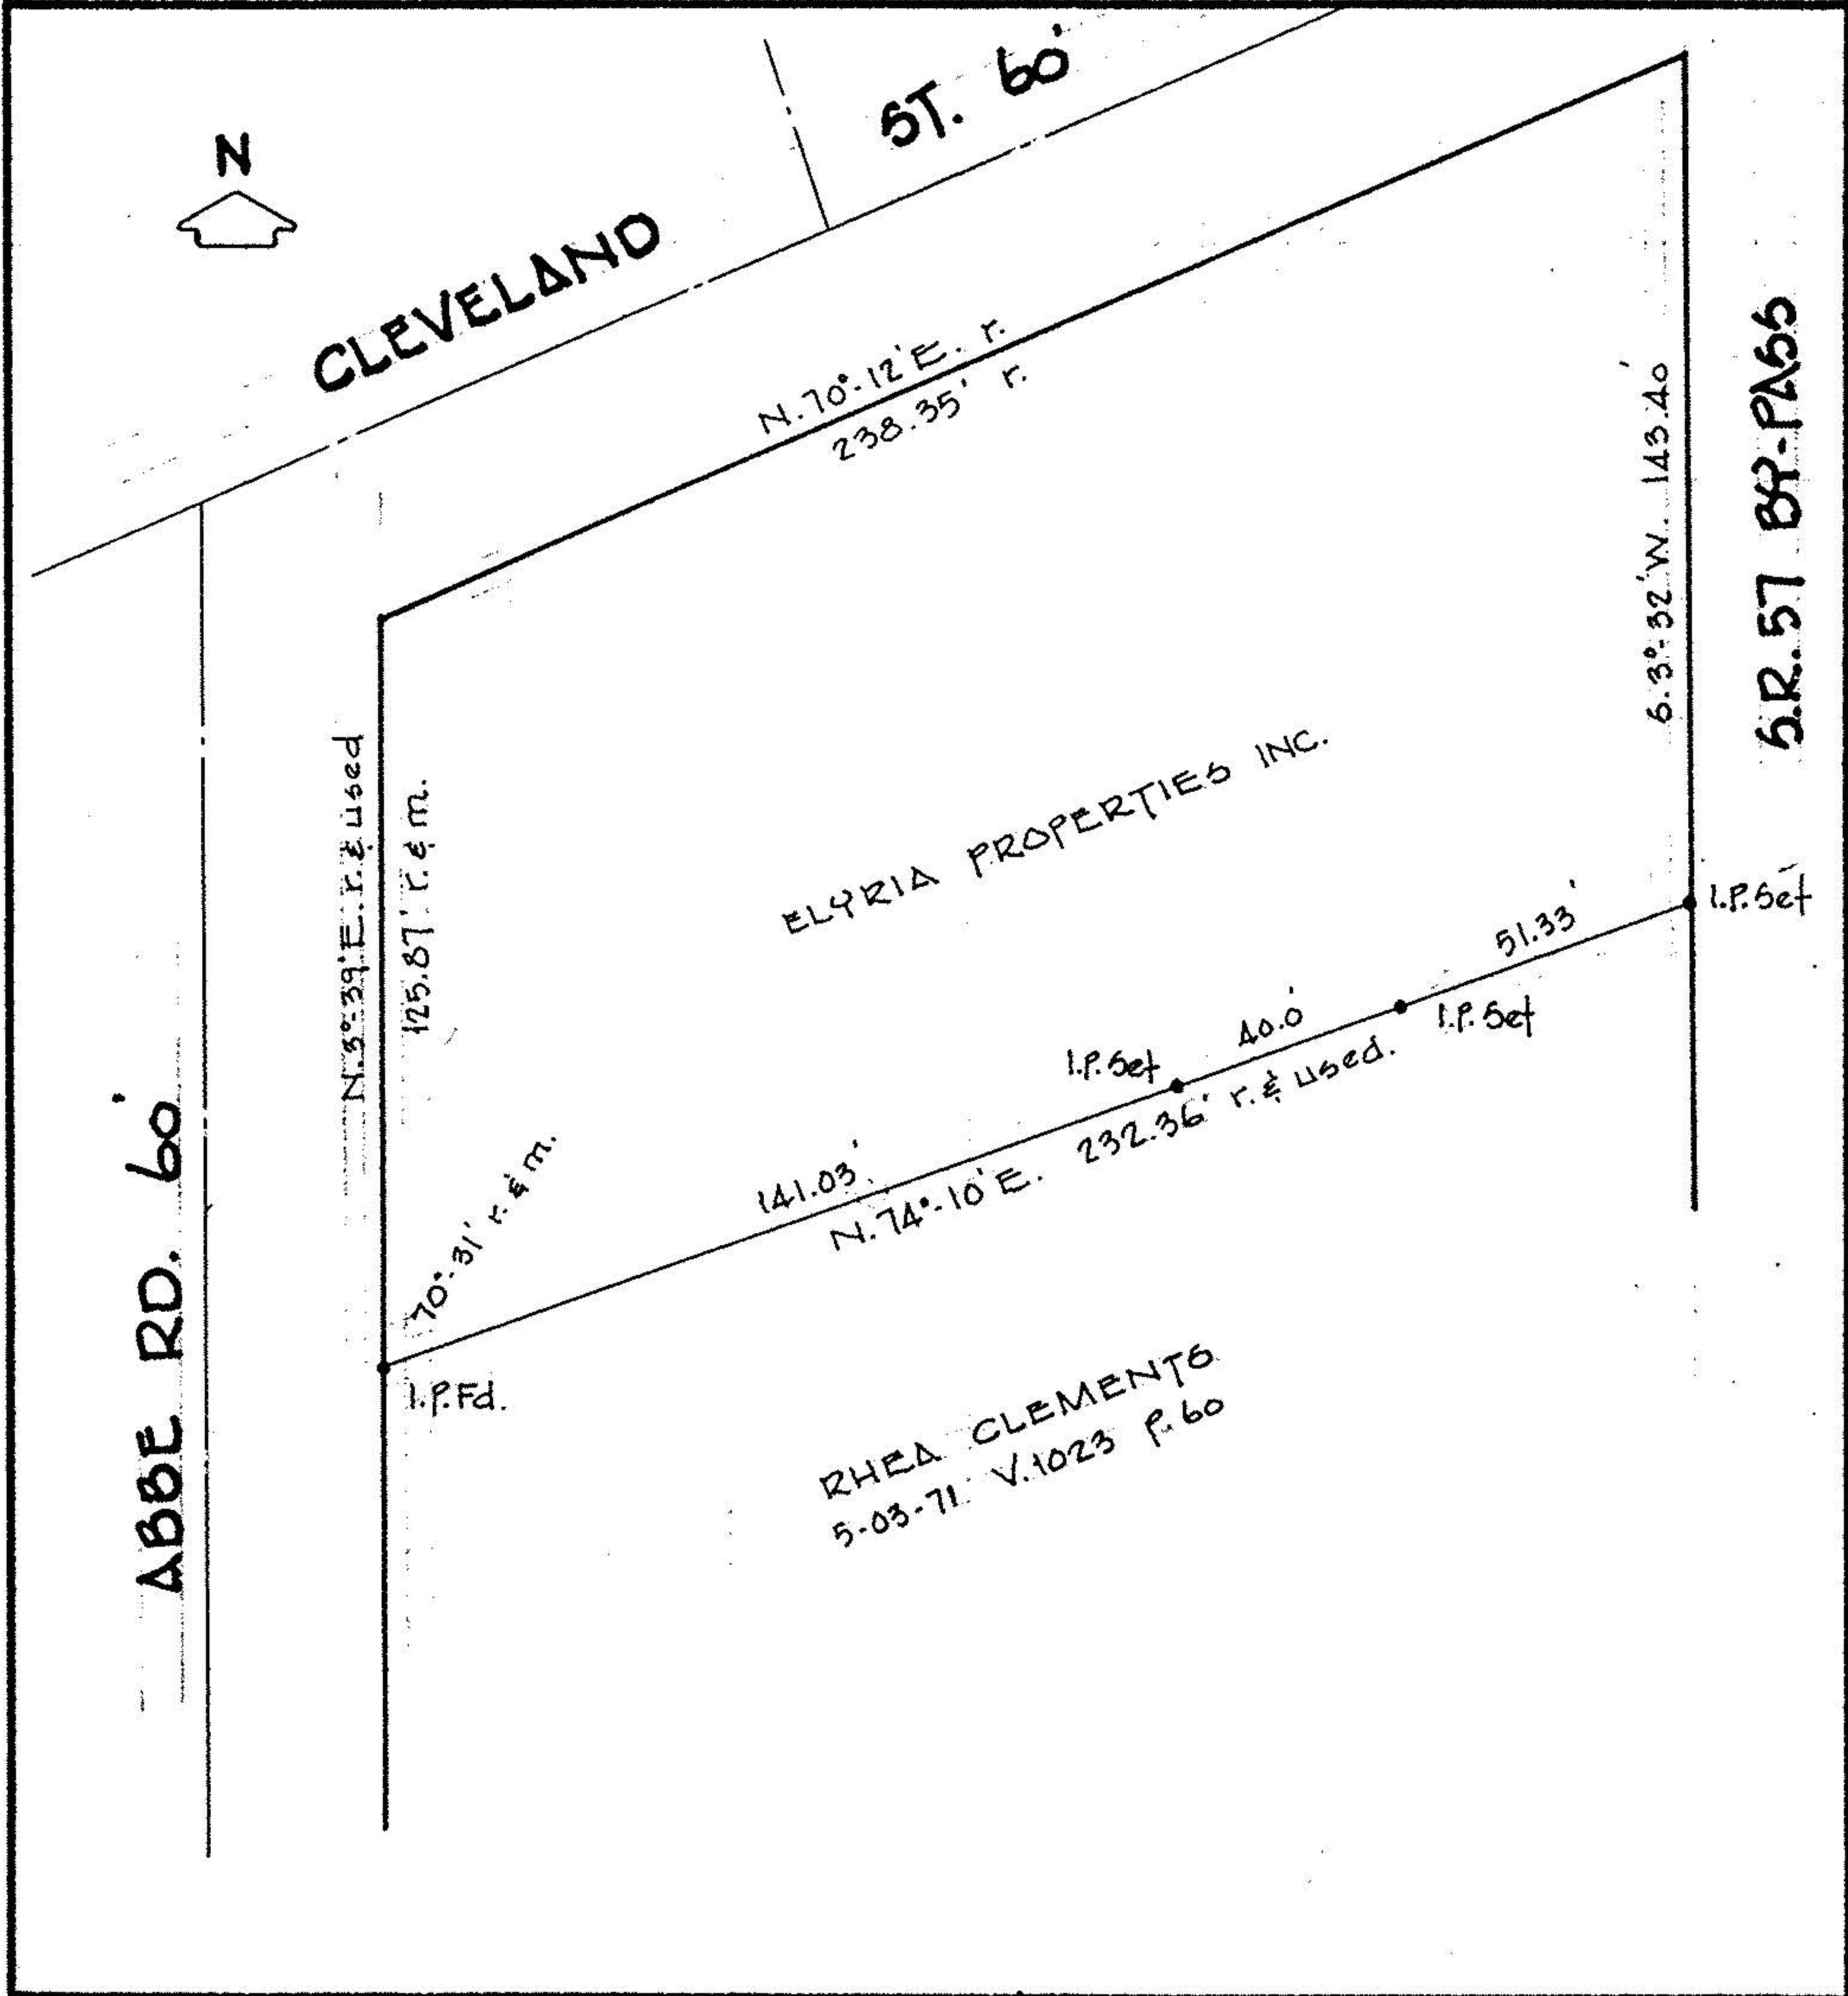 N
CLEVELAND ST. 60'
N.70°-12'E. r.
238.35' r.
S.3°-32'W. 143.40'
S.R. 57 BY-PASS
N.3°-39'E. r. & used
125.87' r. & m.
ELYRIA PROPERTIES INC.
I.P. Set
51.33'
I.P. Set
40.0'
I.P. Set
141.03'
N.74°-10'E. 232.36' r. & used.
70°-31' r. & m.
I.P. Fd.
ABBE RD. 60'
RHEA CLEMENTS
5-03-71 V.1023 P.60